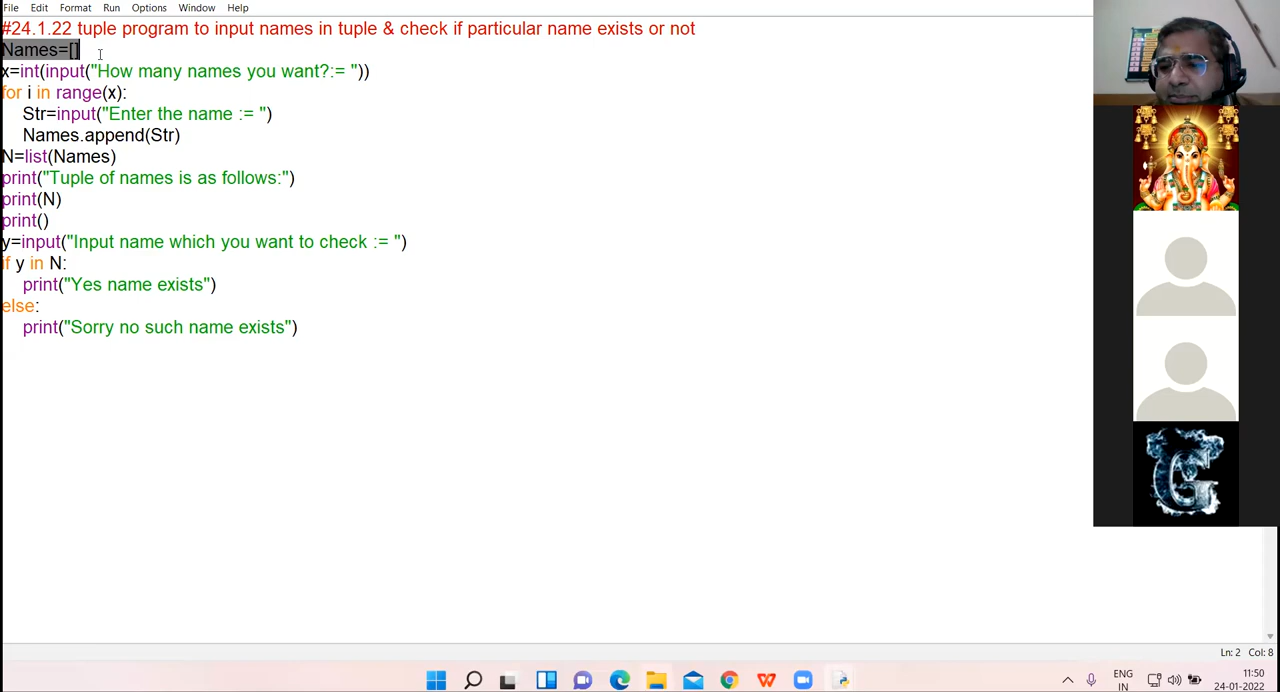 File Edit Format Run Options Window Help
#24.1.22 tuple program to input names in tuple & check if particular name exists or not
Names=[]
x=int(input("How many names you want?:= "))
for i in range(x):
    Str=input("Enter the name := ")
    Names.append(Str)
N=list(Names)
print("Tuple of names is as follows:")
print(N)
print()
y=input("Input name which you want to check := ")
if y in N:
    print("Yes name exists")
else:
    print("Sorry no such name exists")
G
Ln: 2 Col: 8
ENG
IN
11:50
24-01-2022